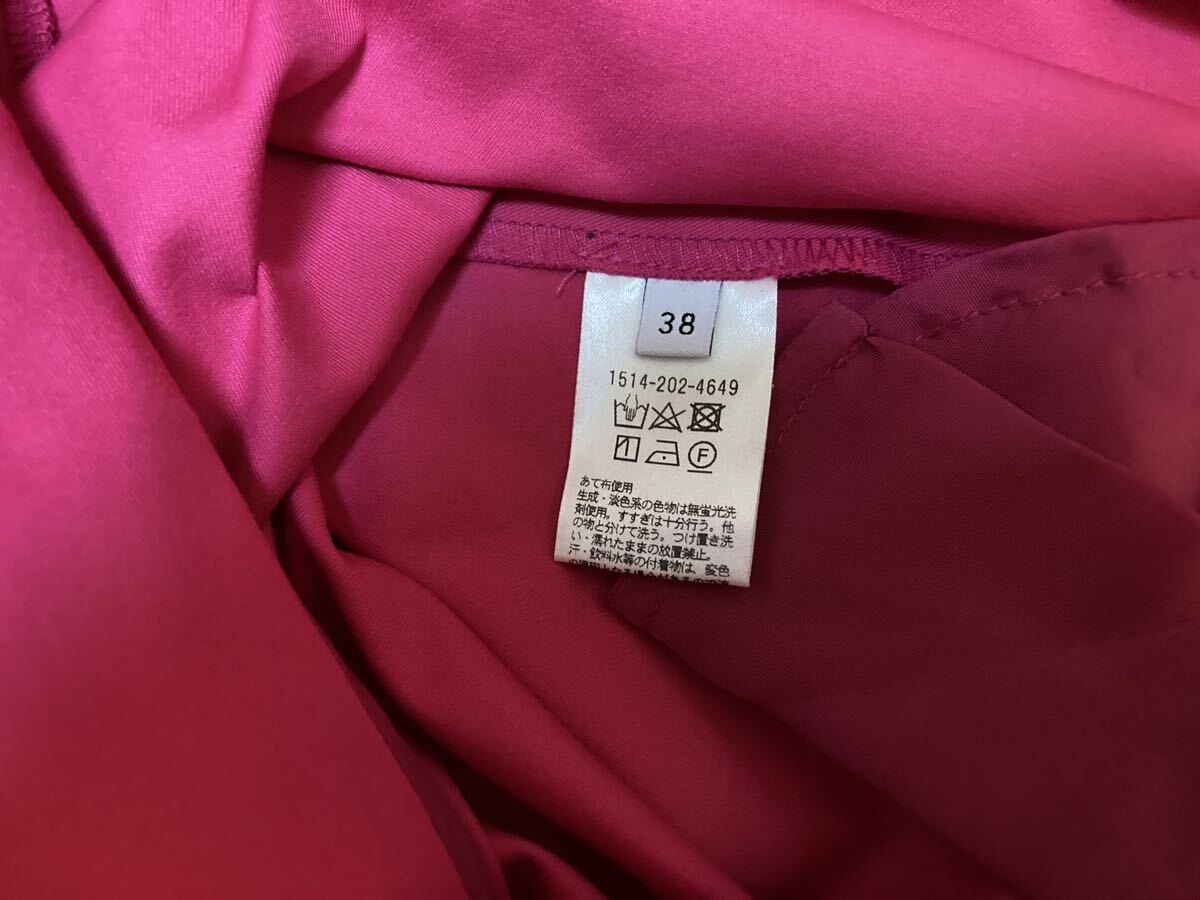 38
1514-202-4649
F
あて布使用
生成・淡色系の色物は無蛍光洗
剤使用。すすぎは十分行う。他
の物と分けて洗う。つけ置き洗
い・濡れたままの放置禁止。
汗・飲料水等の付着物は、変色